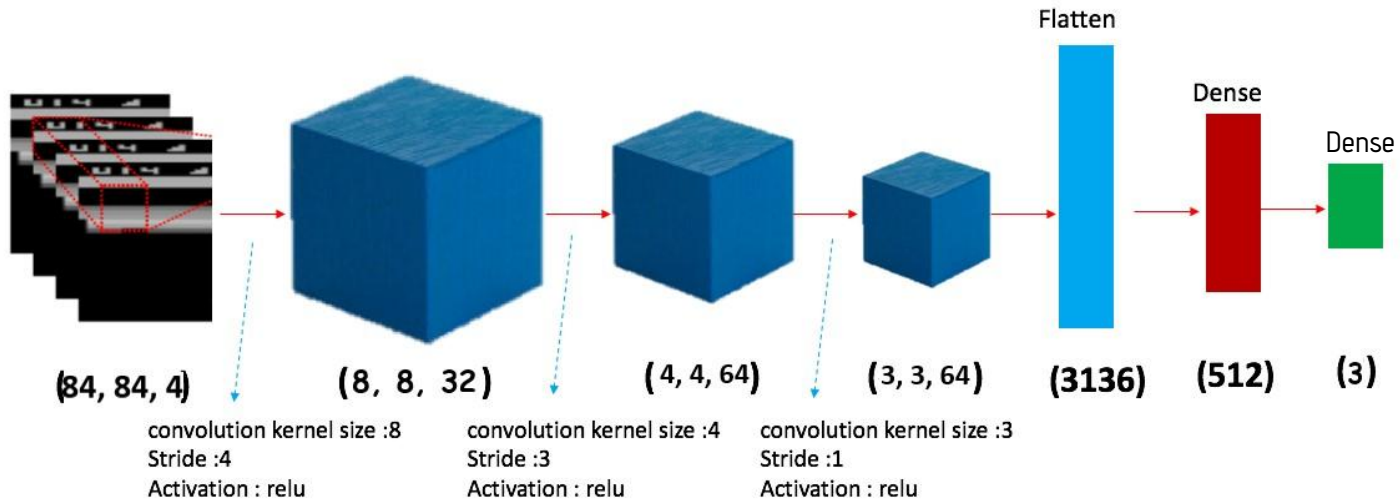 Flatten
Dense
Dense
(84, 84, 4)
(8, 8, 32)
(4, 4, 64)
(3, 3, 64)
(3136)
(512)
(3)
convolution kernel size :8
Stride :4
Activation : relu
convolution kernel size :4
Stride :3
Activation : relu
convolution kernel size :3
Stride :1
Activation : relu